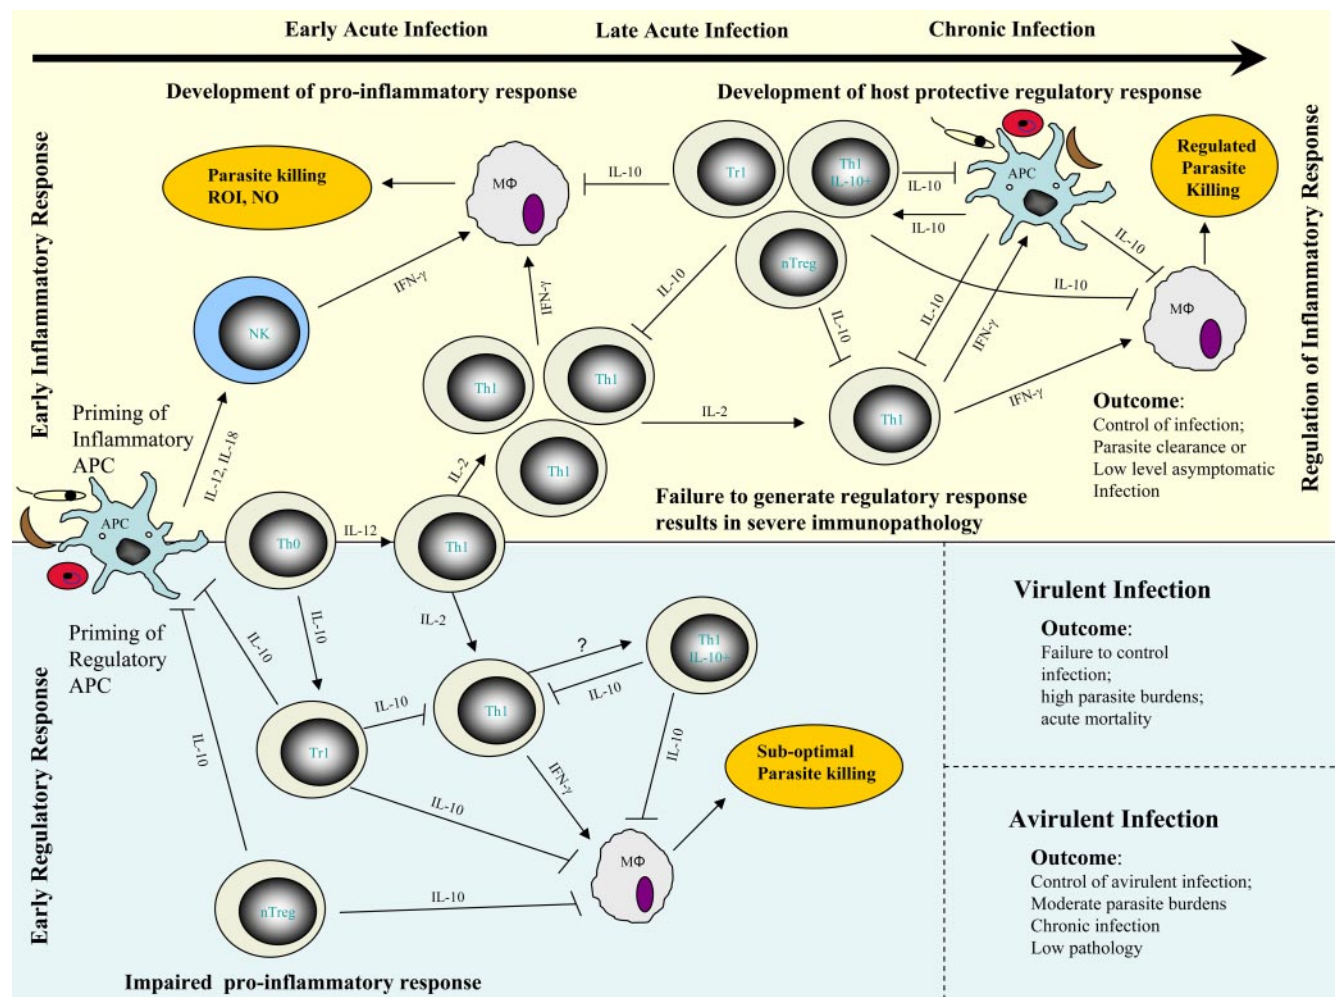 Early Acute Infection
Late Acute Infection
Chronic Infection
Development of pro-inflammatory response
Development of host protective regulatory response
Early Inflammatory Response
Regulation of Inflammatory Response
Parasite killing
ROI, NO
MΦ
IL-10
Tr1
Th1
IL-10+
IL-10
APC
IL-10
Regulated
Parasite
Killing
nTreg
IL-10
IFN-γ
NK
IFN-γ
IL-10
IL-10
IL-10
IFN-γ
IL-10
MΦ
Th1
Th1
Th1
IL-2
Th1
IFN-γ
Outcome:
Control of infection;
Parasite clearance or
Low level asymptomatic
Infection
Priming of
Inflammatory
APC
IL-12, IL-18
IL-2
Failure to generate regulatory response
results in severe immunopathology
APC
Th0
IL-12
Th1
Early Regulatory Response
Priming of
Regulatory
APC
IL-10
IL-10
IL-2
?
Th1
IL-10+
IL-10
IL-10
Th1
IL-10
Tr1
IL-10
IFN-γ
IL-10
Sub-optimal
Parasite killing
MΦ
nTreg
IL-10
Impaired pro-inflammatory response
Virulent Infection
Outcome:
Failure to control
infection;
high parasite burdens;
acute mortality
Avirulent Infection
Outcome:
Control of avirulent infection;
Moderate parasite burdens
Chronic infection
Low pathology